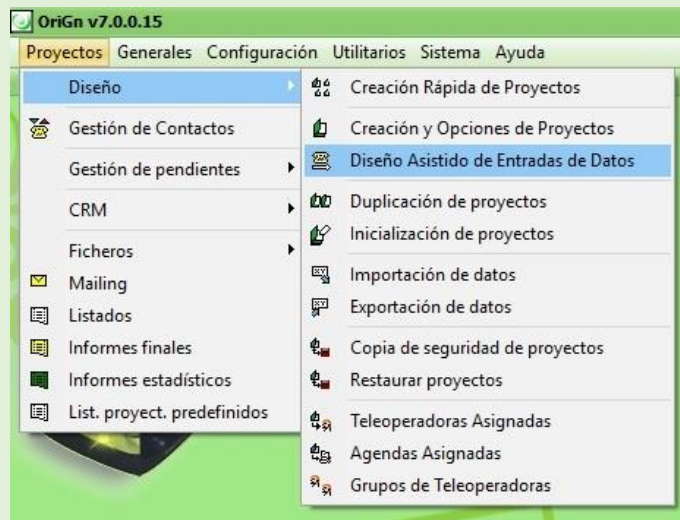 OriGn v7.0.0.15
Proyectos Generales Configuración Utilitarios Sistema Ayuda
Diseño
Gestión de Contactos
Gestión de pendientes
CRM
Ficheros
Mailing
Listados
Informes finales
Informes estadísticos
List. proyect. predefinidos
Creación Rápida de Proyectos
Creación y Opciones de Proyectos
Diseño Asistido de Entradas de Datos
Duplicación de proyectos
Inicialización de proyectos
Importación de datos
Exportación de datos
Copia de seguridad de proyectos
Restaurar proyectos
Teleoperadoras Asignadas
Agendas Asignadas
Grupos de Teleoperadoras